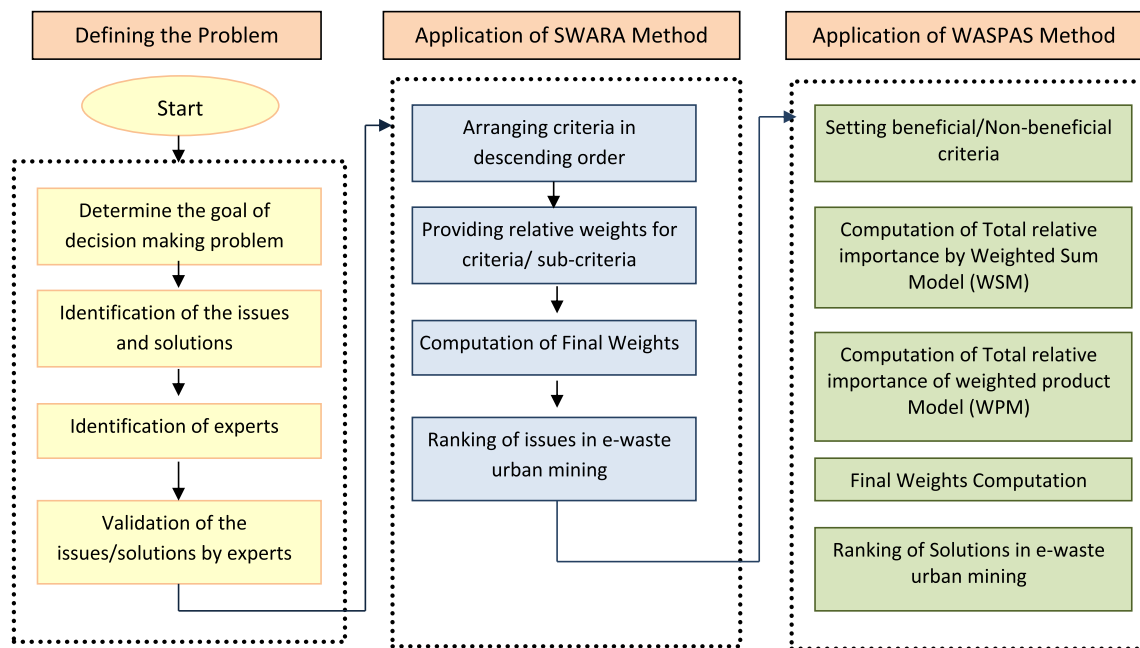 Defining the Problem
Start
Determine the goal of
decision making problem
Identification of the issues
and solutions
Identification of experts
Validation of the
issues/solutions by experts
Application of SWARA Method
Arranging criteria in
descending order
Providing relative weights for
criteria/ sub-criteria
Computation of Final Weights
Ranking of issues in e-waste
urban mining
Application of WASPAS Method
Setting beneficial/Non-beneficial
criteria
Computation of Total relative
importance by Weighted Sum
Model (WSM)
Computation of Total relative
importance of weighted product
Model (WPM)
Final Weights Computation
Ranking of Solutions in e-waste
urban mining